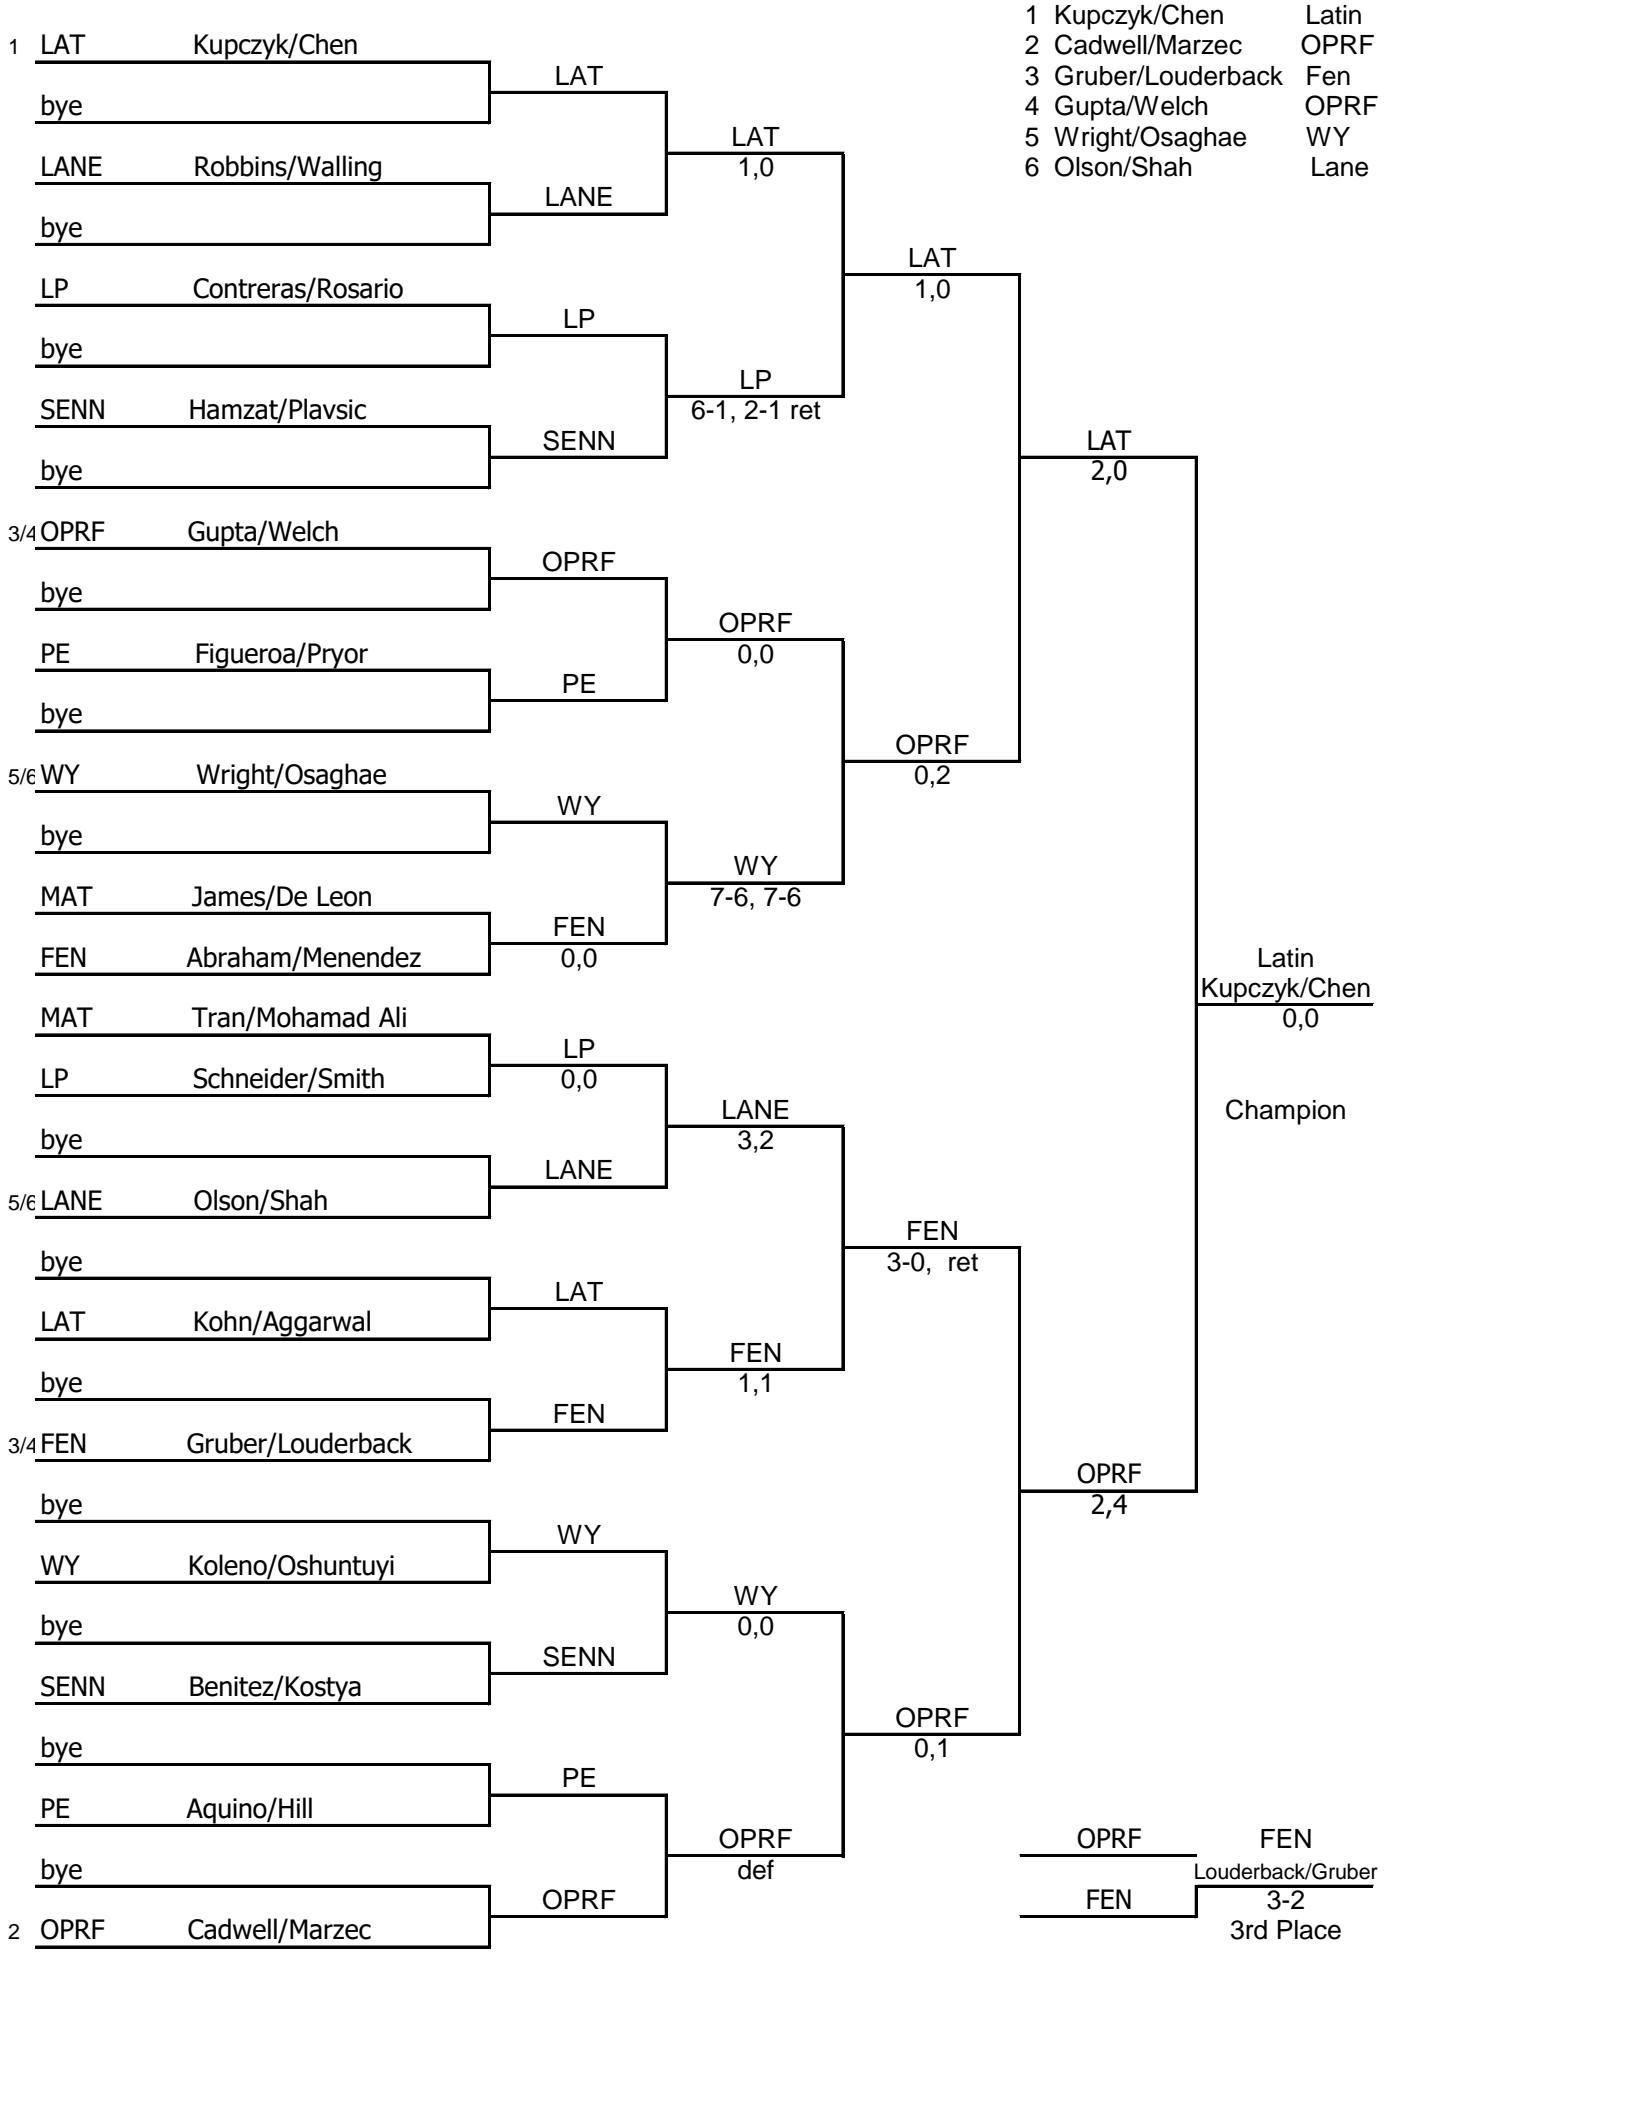 1 Kupczyk/Chen Latin
1 LAT Kupczyk/Chen
2 Cadwell/Marzec OPRF
LAT
3 Gruber/Louderback Fen
bye
4 Gupta/Welch OPRF
LAT
5 Wright/Osaghae WY
LANE Robbins/Walling
1,0
6 Olson/Shah Lane
LANE
bye
LAT
LP Contreras/Rosario
1,0
LP
bye
LP
SENN Hamzat/Plavsic
6-1, 2-1 ret
SENN
LAT
bye
2,0
3/4 OPRF Gupta/Welch
OPRF
bye
OPRF
PE Figueroa/Pryor
0,0
PE
bye
OPRF
5/6 WY Wright/Osaghae
0,2
WY
bye
WY
MAT James/De Leon
7-6, 7-6
FEN
FEN Abraham/Menendez
0,0
Latin
Kupczyk/Chen
MAT Tran/Mohamad Ali
0,0
LP
LP Schneider/Smith
0,0
LANE
Champion
bye
3,2
LANE
5/6 LANE Olson/Shah
FEN
bye
3-0, ret
LAT
LAT Kohn/Aggarwal
FEN
bye
1,1
FEN
3/4 FEN Gruber/Louderback
OPRF
bye
2,4
WY
WY Koleno/Oshuntuyi
WY
bye
0,0
SENN
SENN Benitez/Kostya
OPRF
bye
0,1
PE
PE Aquino/Hill
OPRF
OPRF FEN
bye
def
Louderback/Gruber
OPRF
FEN
3-2
2 OPRF Cadwell/Marzec
3rd Place